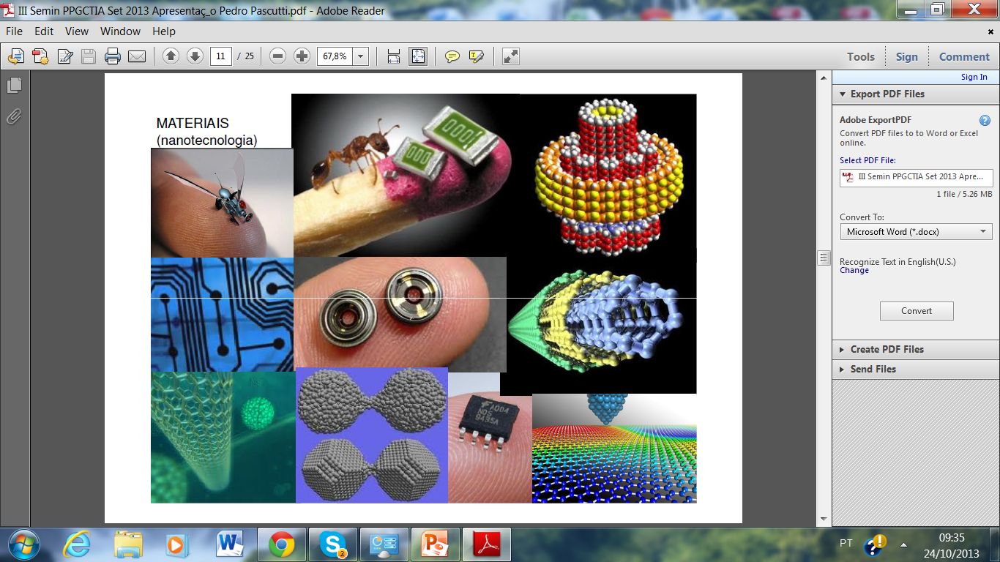 III Semin PPGCTIA Set 2013 Apresentaç_o Pedro Pascutti.pdf - Adobe Reader
File Edit View Window Help
11 / 25 67,8%
Tools Sign Comment
Sign In
Export PDF Files
Adobe ExportPDF
Convert PDF files to to Word or Excel
online.
Select PDF File:
III Semin PPGCTIA Set 2013 Apre...
1 file / 5.26 MB
Convert To:
Microsoft Word (*.docx)
Recognize Text in English(U.S.)
Change
Convert
Create PDF Files
Send Files
MATERIAIS
(nanotecnologia)
000
NDS
9435A
2
PT
09:35
24/10/2013